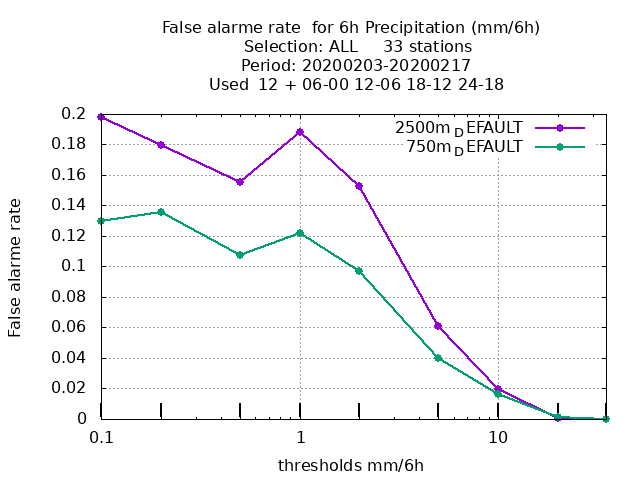 False alarme rate  for 6h Precipitation (mm/6h)
Selection: ALL     33 stations
Period: 20200203-20200217
Used  12 + 06-00 12-06 18-12 24-18
2500m_DEFAULT
750m_DEFAULT
0.2
0.18
0.16
0.14
0.12
0.1
0.08
0.06
0.04
0.02
0
False alarme rate
0.1 1 10
thresholds mm/6h